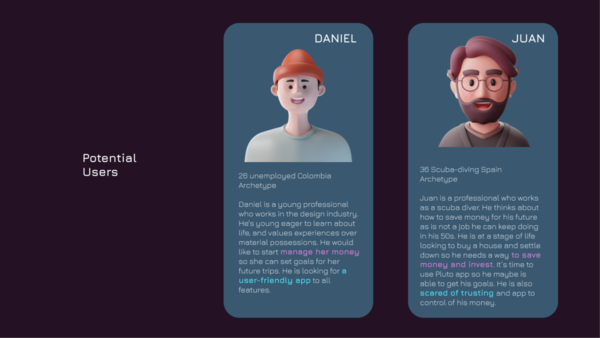 Potential
Users
DANIEL
26 unemployed Colombia
Archetype
Daniel is a young professional
who works in the design industry.
He's young eager to learn about
life, and values experiences over
material possessions. He would
like to start manage her money
so she can set goals for her
future trips. He is looking for a
user-friendly app to all
features.
JUAN
36 Scuba-diving Spain
Archetype
Juan is a professional who works
as a scuba diver. He thinks about
how to save money for his future
as is not a job he can keep doing
in his 50s. He is at a stage of life
looking to buy a house and settle
down so he needs a way to save
money and invest. It's time to
use Pluto app so he maybe is
able to get his goals. He is also
scared of trusting and app to
control of his money.